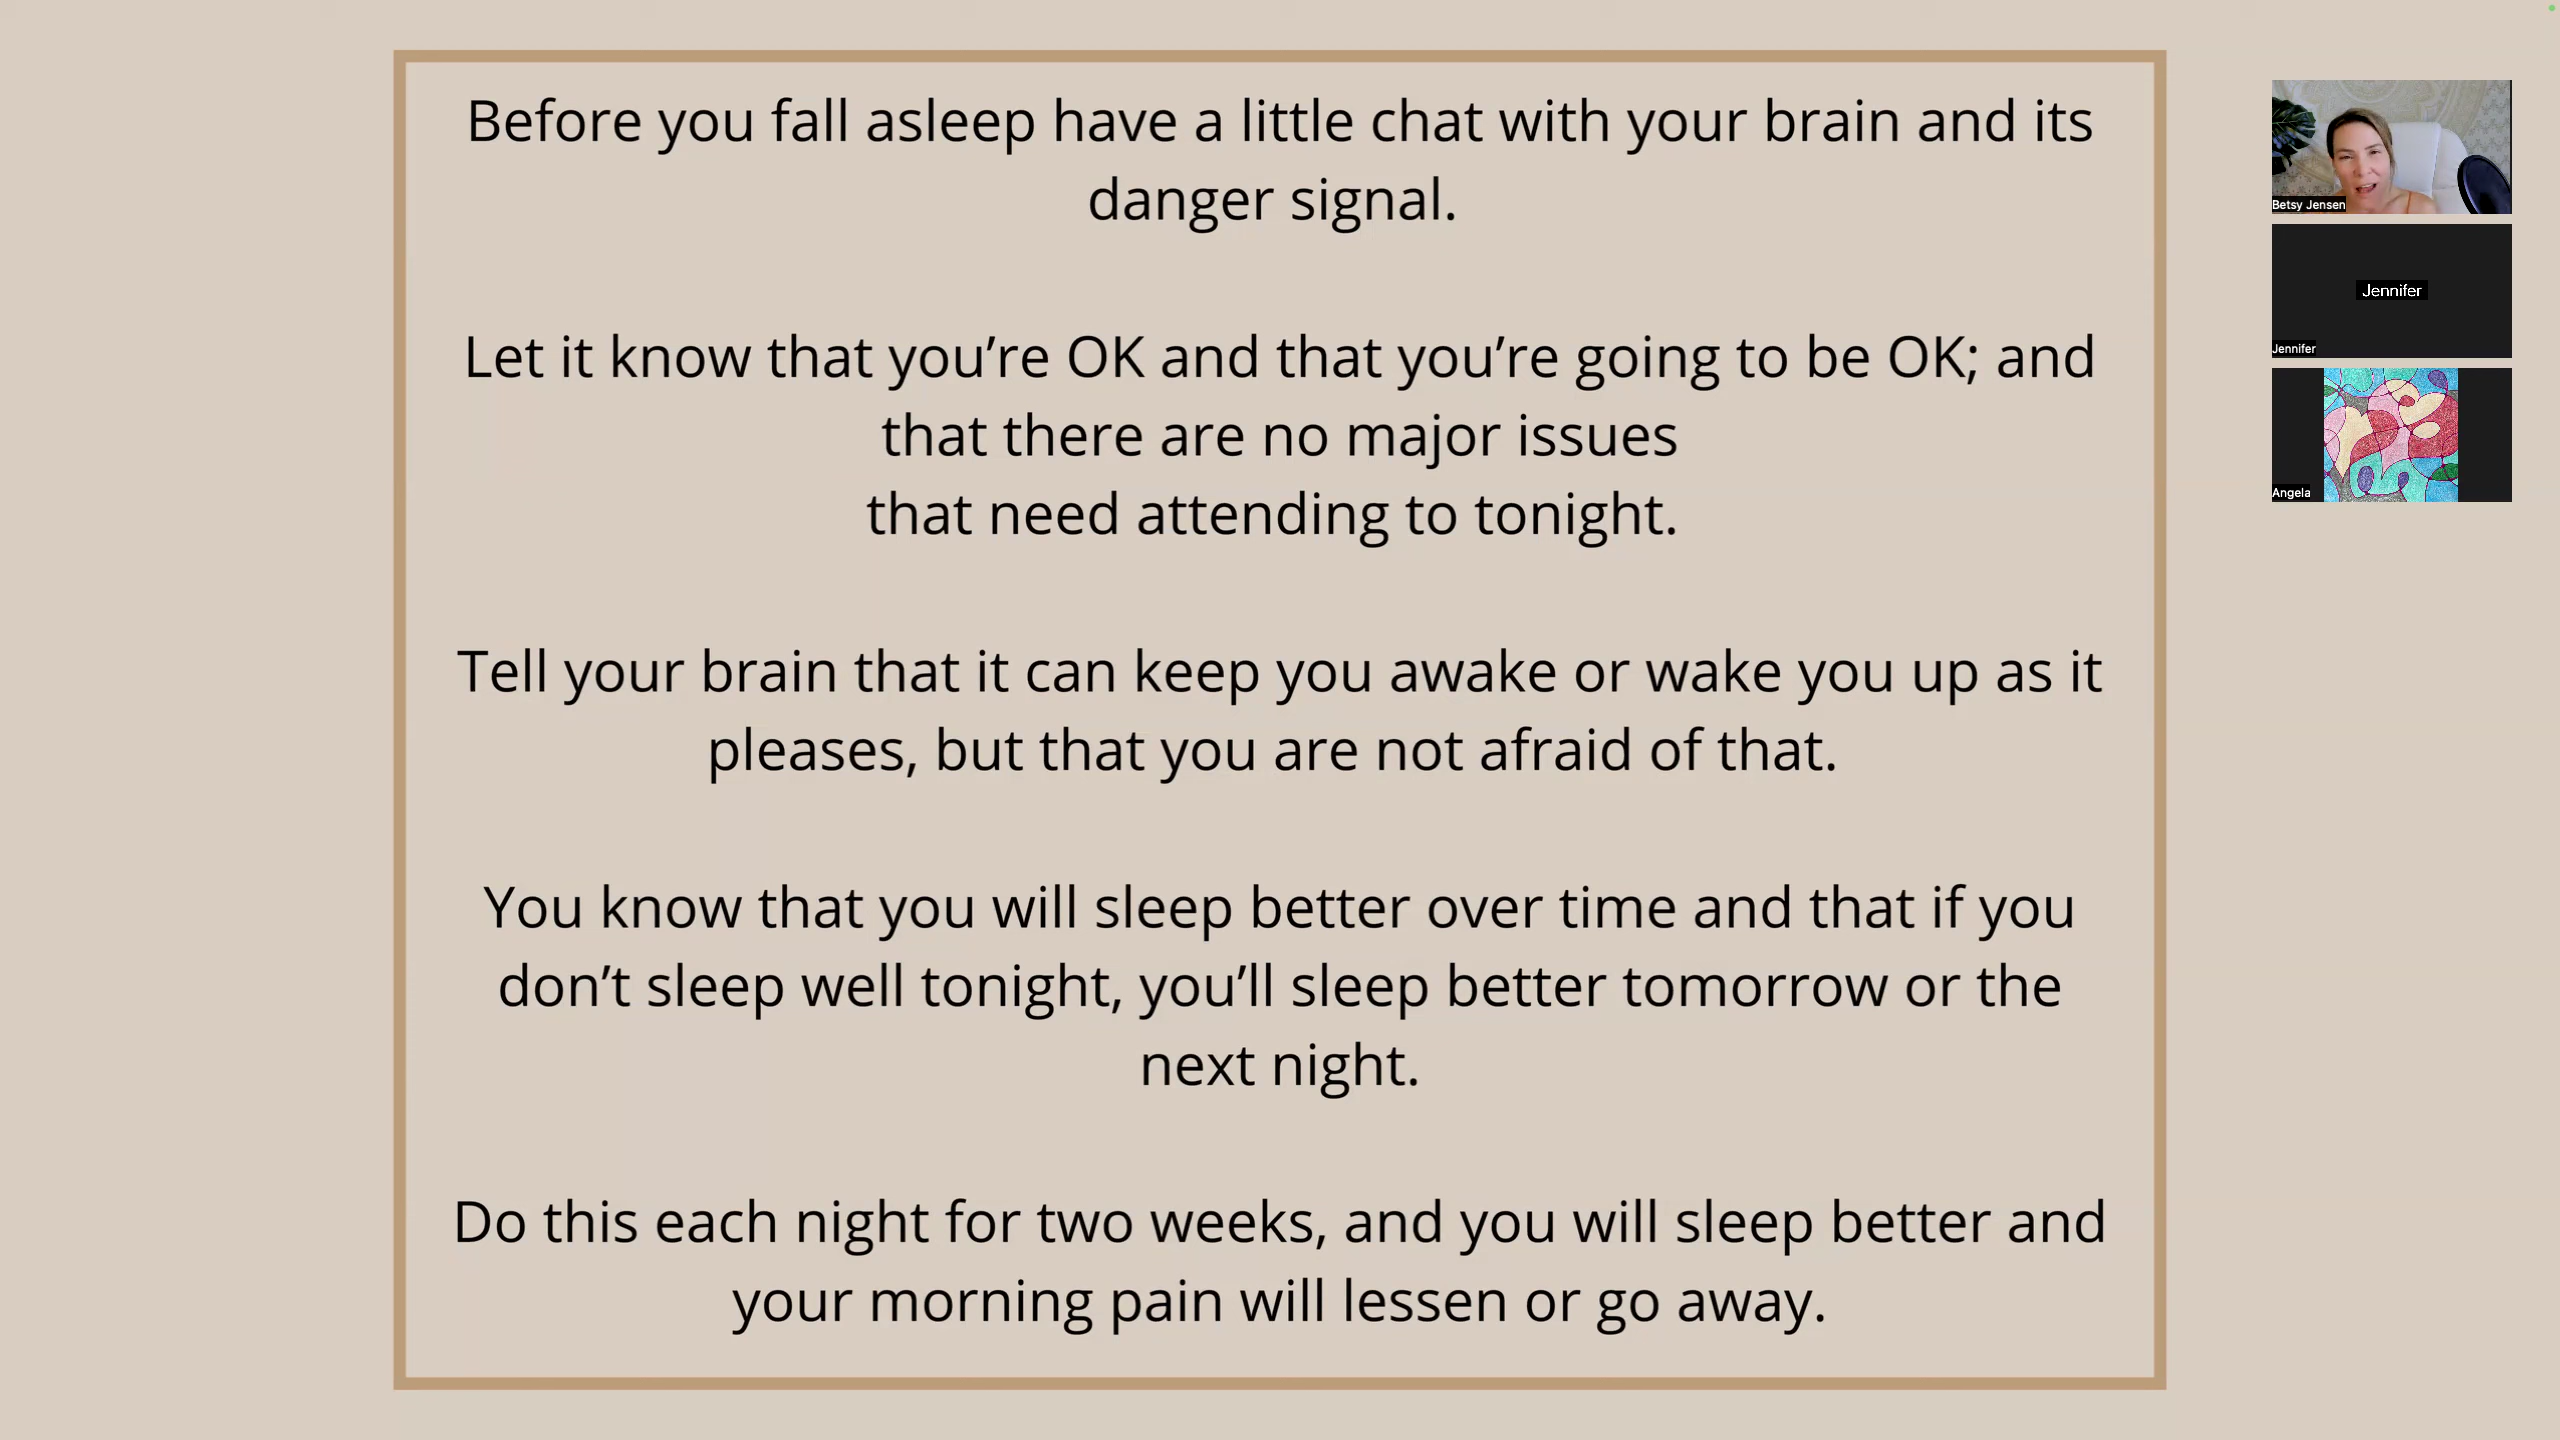 Before you fall asleep have a little chat with your brain and its
danger signal.
Let it know that you’re OK and that you’re going to be OK; and
that there are no major issues
that need attending to tonight.
Tell your brain that it can keep you awake or wake you up as it
pleases, but that you are not afraid of that.
You know that you will sleep better over time and that if you
don’t sleep well tonight, you’ll sleep better tomorrow or the
next night.
Do this each night for two weeks, and you will sleep better and
your morning pain will lessen or go away.
Betsy Jensen
Jennifer
Jennifer
Angela